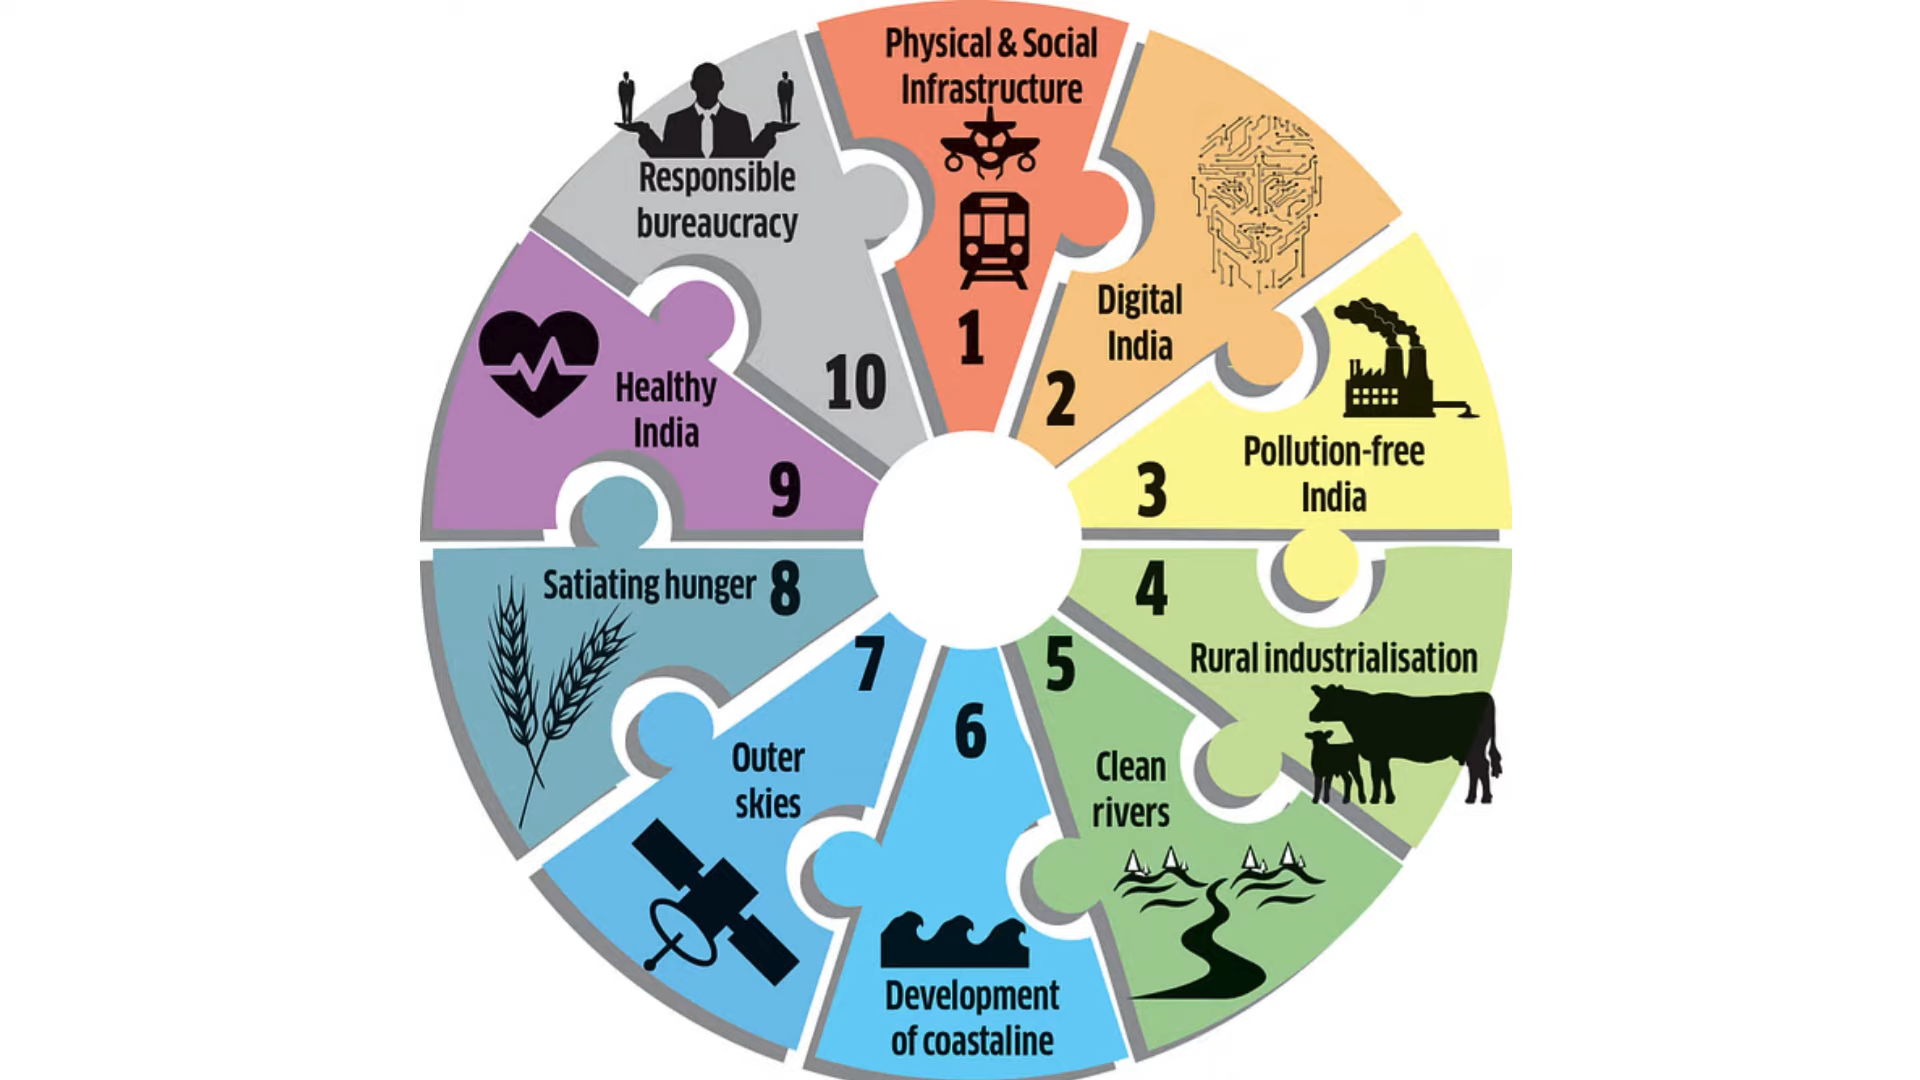 Physical & Social
Infrastructure
1
Digital
India
2
Pollution-free
India
3
4
Rural industrialisation
5
Clean
rivers
6
Development
of coastaline
7
Outer
skies
Satiating hunger 8
Healthy
India
9
Responsible
bureaucracy
10